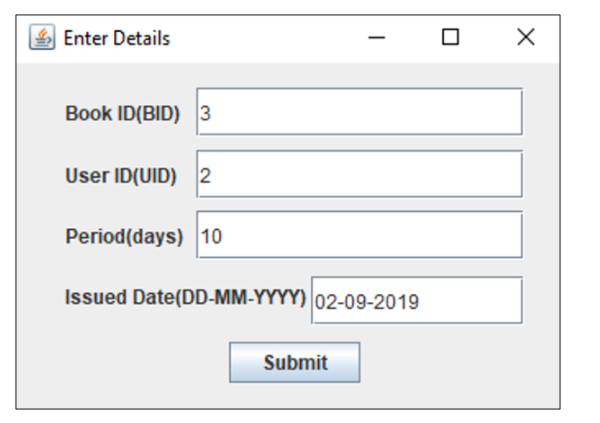 Enter Details
Book ID(BID) 3
User ID(UID) 2
Period(days) 10
Issued Date(DD-MM-YYYY) 02-09-2019
Submit